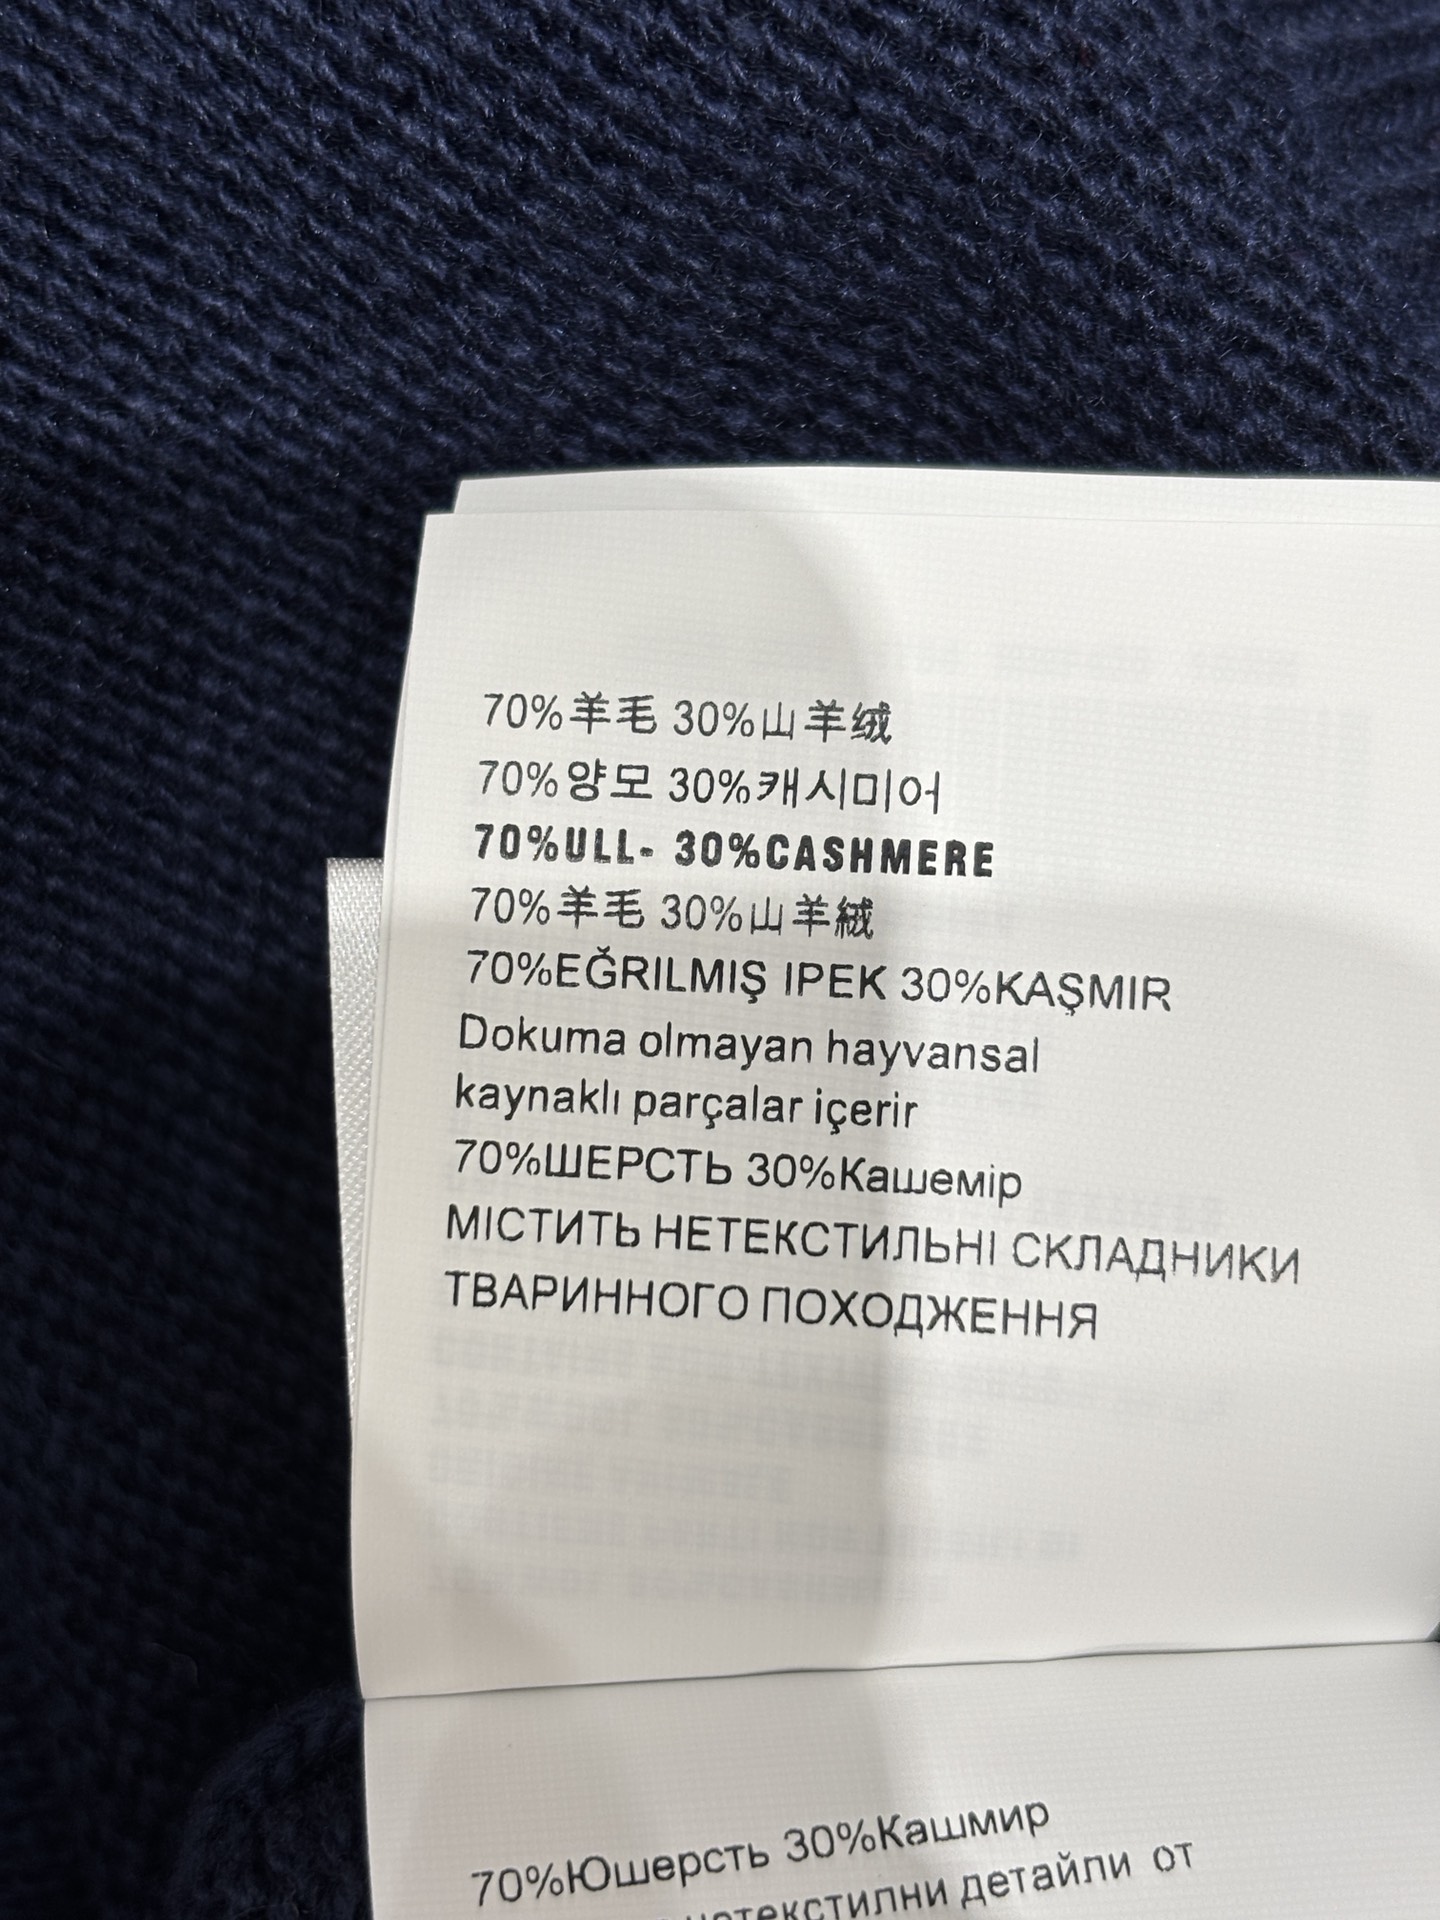 70%羊毛 30%山羊绒
70%양모 30%캐시미어
70%ULL- 30%CASHMERE
70%羊毛 30%山羊絨
70%EĞRILMIŞ IPEK 30%KAŞMIR
Dokuma olmayan hayvansal
kaynaklı parçalar içerir
70%ШЕРСТЬ 30%Кашемір
МІСТИТЬ НЕТЕКСТИЛЬНІ СКЛАДНИКИ
ТВАРИННОГО ПОХОДЖЕННЯ
70%Юшерсть 30%Кашмир
детайли от